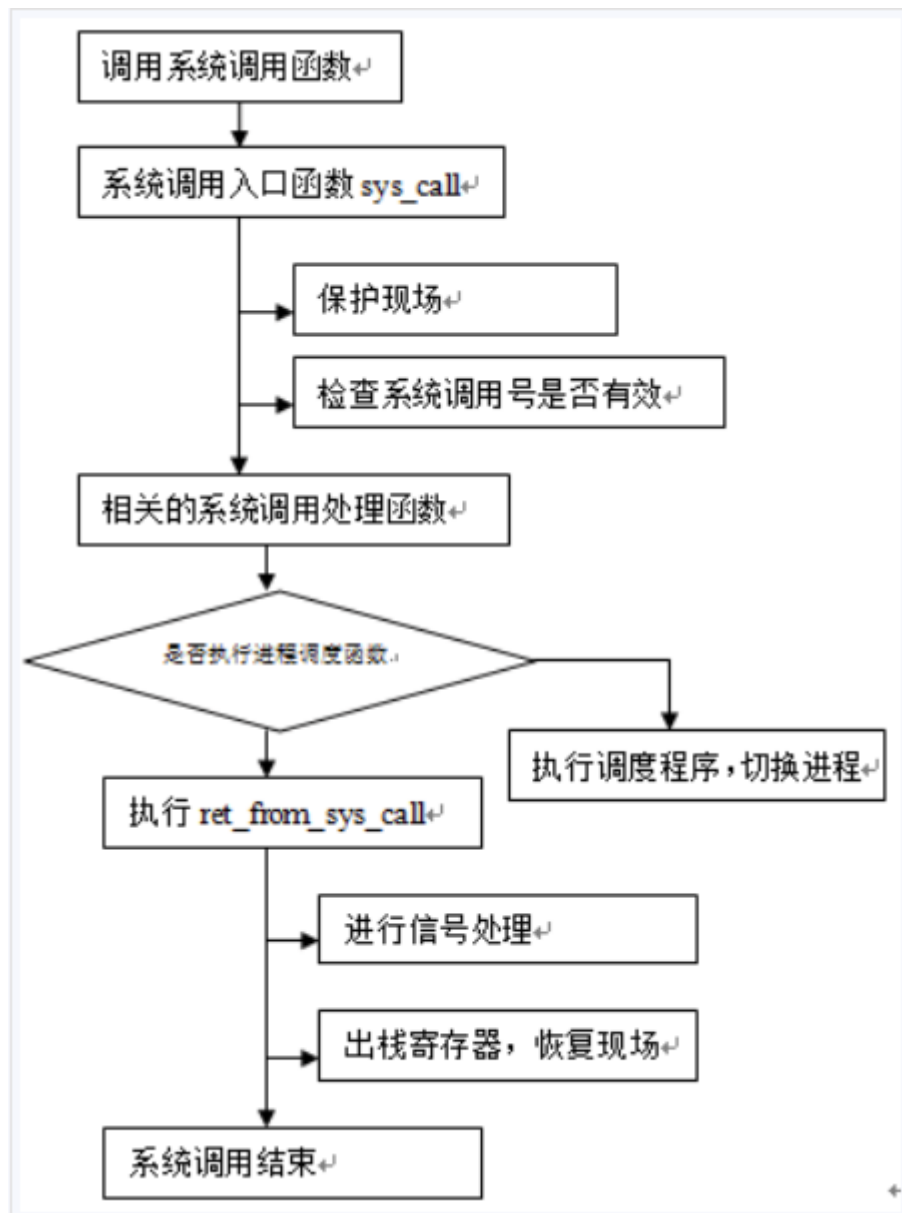 调用系统调用函数
系统调用入口函数 sys_call
保护现场
检查系统调用号是否有效
相关的系统调用处理函数
是否执行进程调度函数.
执行调度程序，切换进程
执行 ret_from_sys_call
进行信号处理
出栈寄存器，恢复现场
系统调用结束